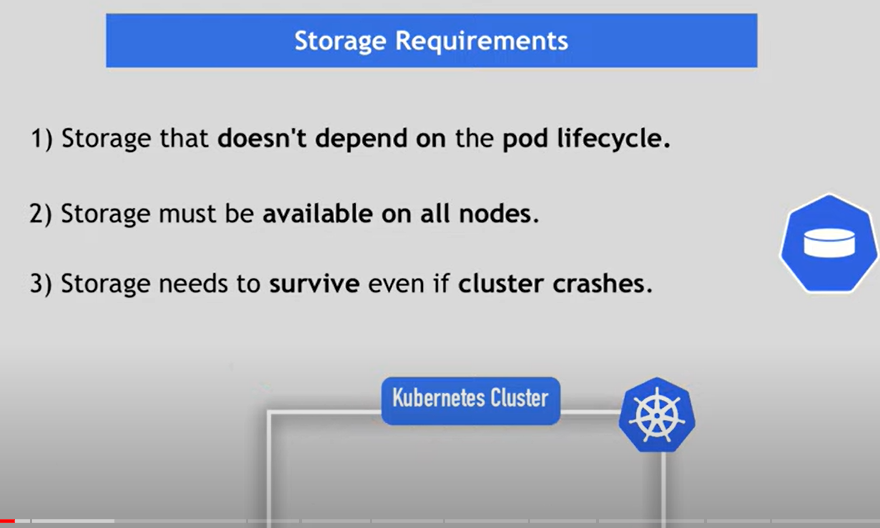 Storage Requirements
1) Storage that doesn't depend on the pod lifecycle.
2) Storage must be available on all nodes.
3) Storage needs to survive even if cluster crashes.
Kubernetes Cluster